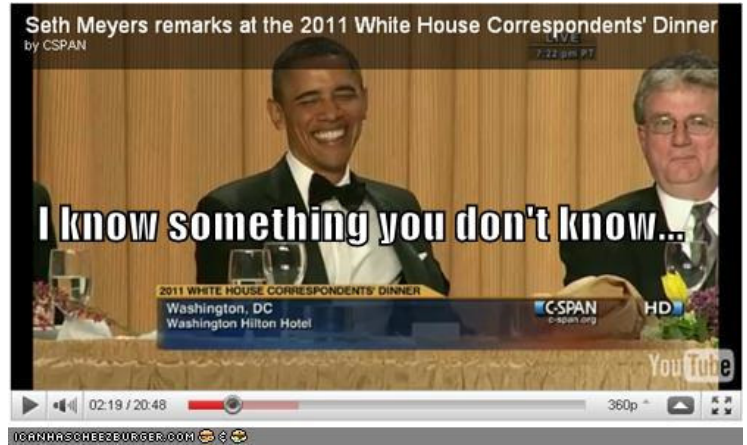 Seth Meyers remarks at the 2011 White House Correspondents' Dinner
by CSPAN
LIVE
7:22 pm PT
I know something you don't know...
2011 WHITE HOUSE CORRESPONDENTS' DINNER
Washington, DC
Washington Hilton Hotel
C-SPAN
c-span.org
HD
YouTube
02:19 / 20:48
360p
ICANHASCHEEZBURGER.COM